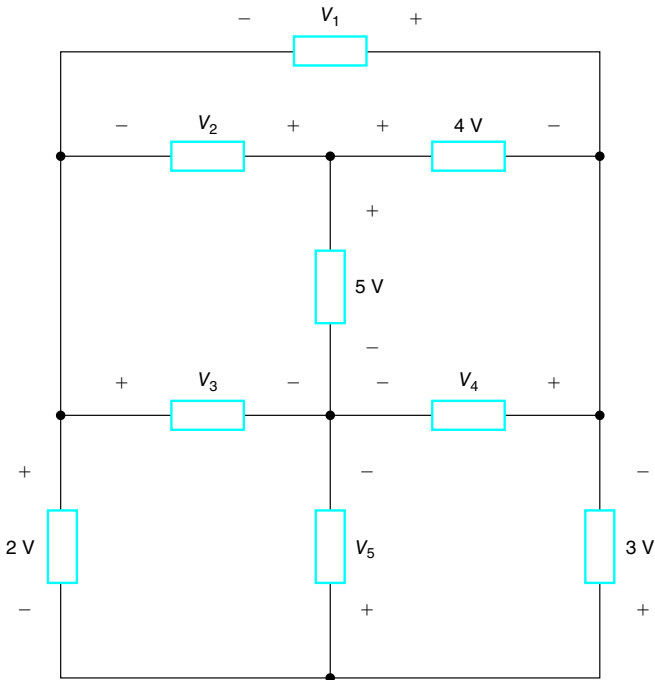 − V₁ +
− V₂ + + 4 V −
+
5 V
−
+ V₃ − − V₄ +
+ − −
2 V V₅ 3 V
− + +